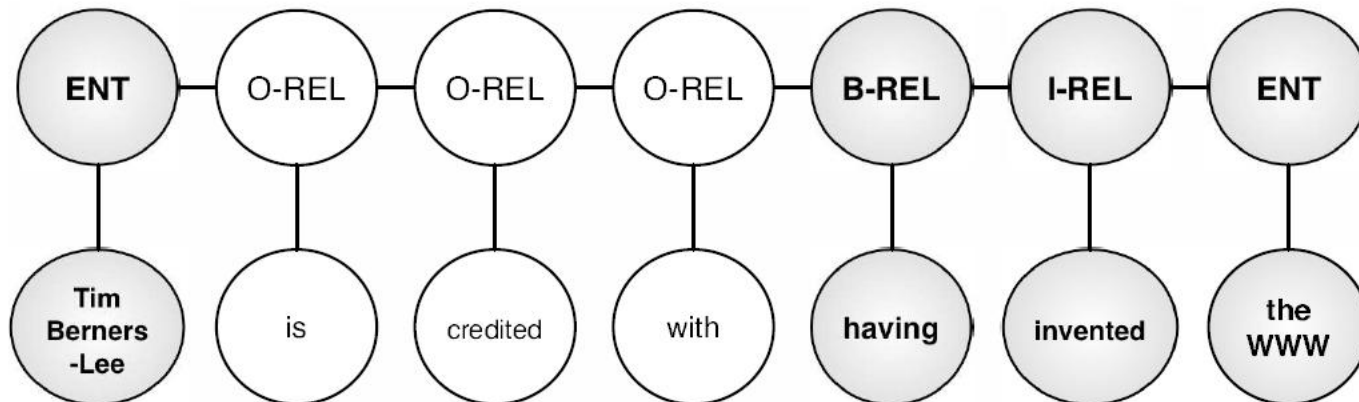 ENT O-REL O-REL O-REL B-REL I-REL ENT
Tim
Berners
-Lee
is
credited
with
having
invented
the
WWW